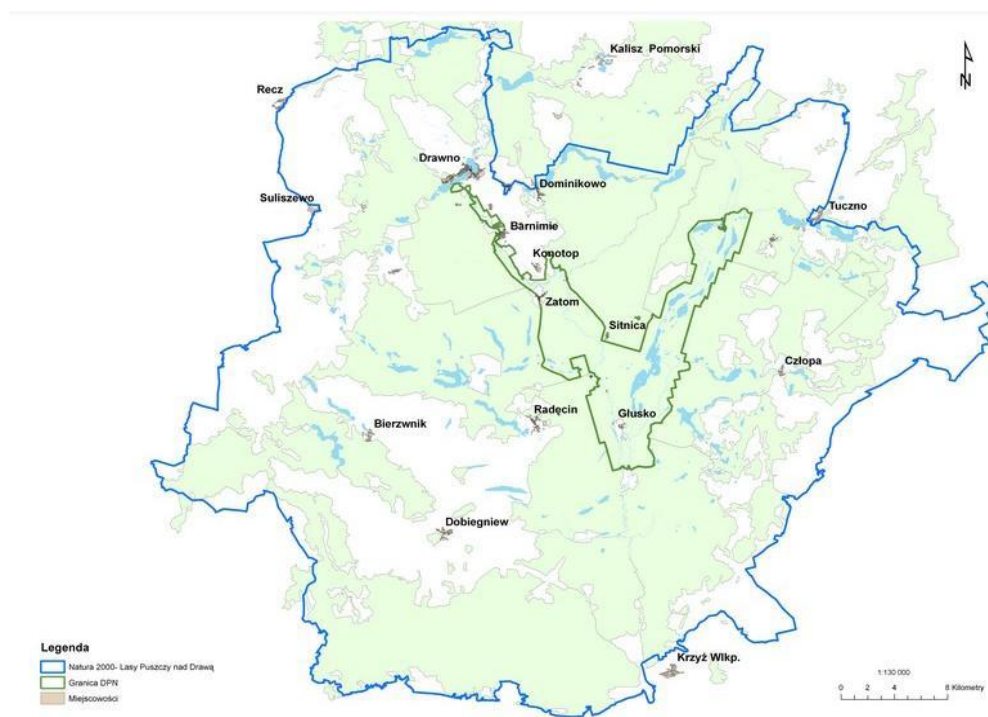 Kalisz Pomorski
N
Recz
Drawno
Dominikowo
Suliszewo
Tuczno
Barnimie
Konotop
Zatom
Sitnica
Człopa
Radęcin
Głusko
Bierzwnik
Dobiegniew
Legenda
Natura 2000- Lasy Puszczy nad Drawą
Granica DPN
Miejscowości
Krzyż Wlkp.
1:130 000
0 2 4 8 Kilometry